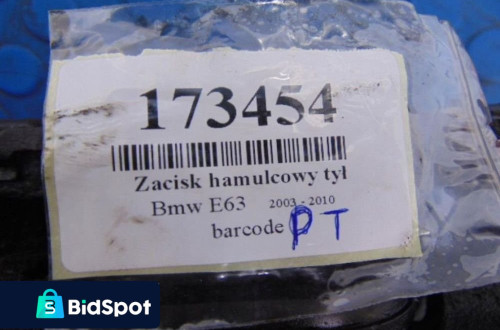 173454
Zacisk hamulcowy tył
Bmw E63 2003 - 2010
barcode PT
BidSpot